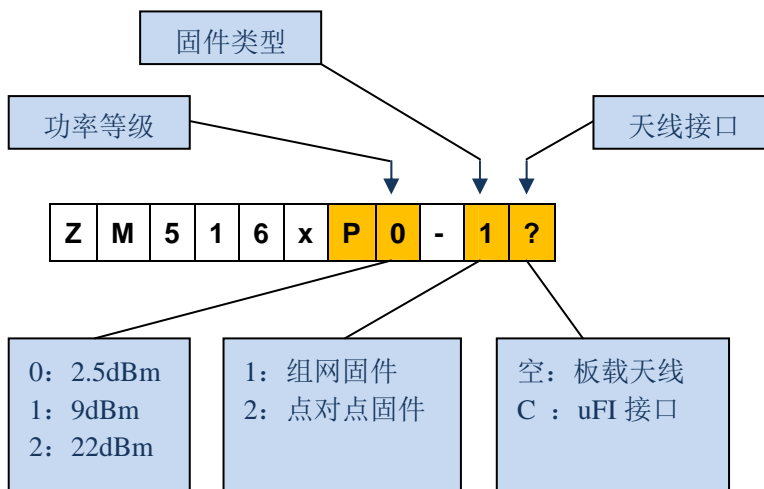 固件类型
功率等级
天线接口
Z M 5 1 6 x P 0 - 1 ?
0：2.5dBm
1：9dBm
2：22dBm
1：组网固件
2：点对点固件
空：板载天线
C ：uFI 接口